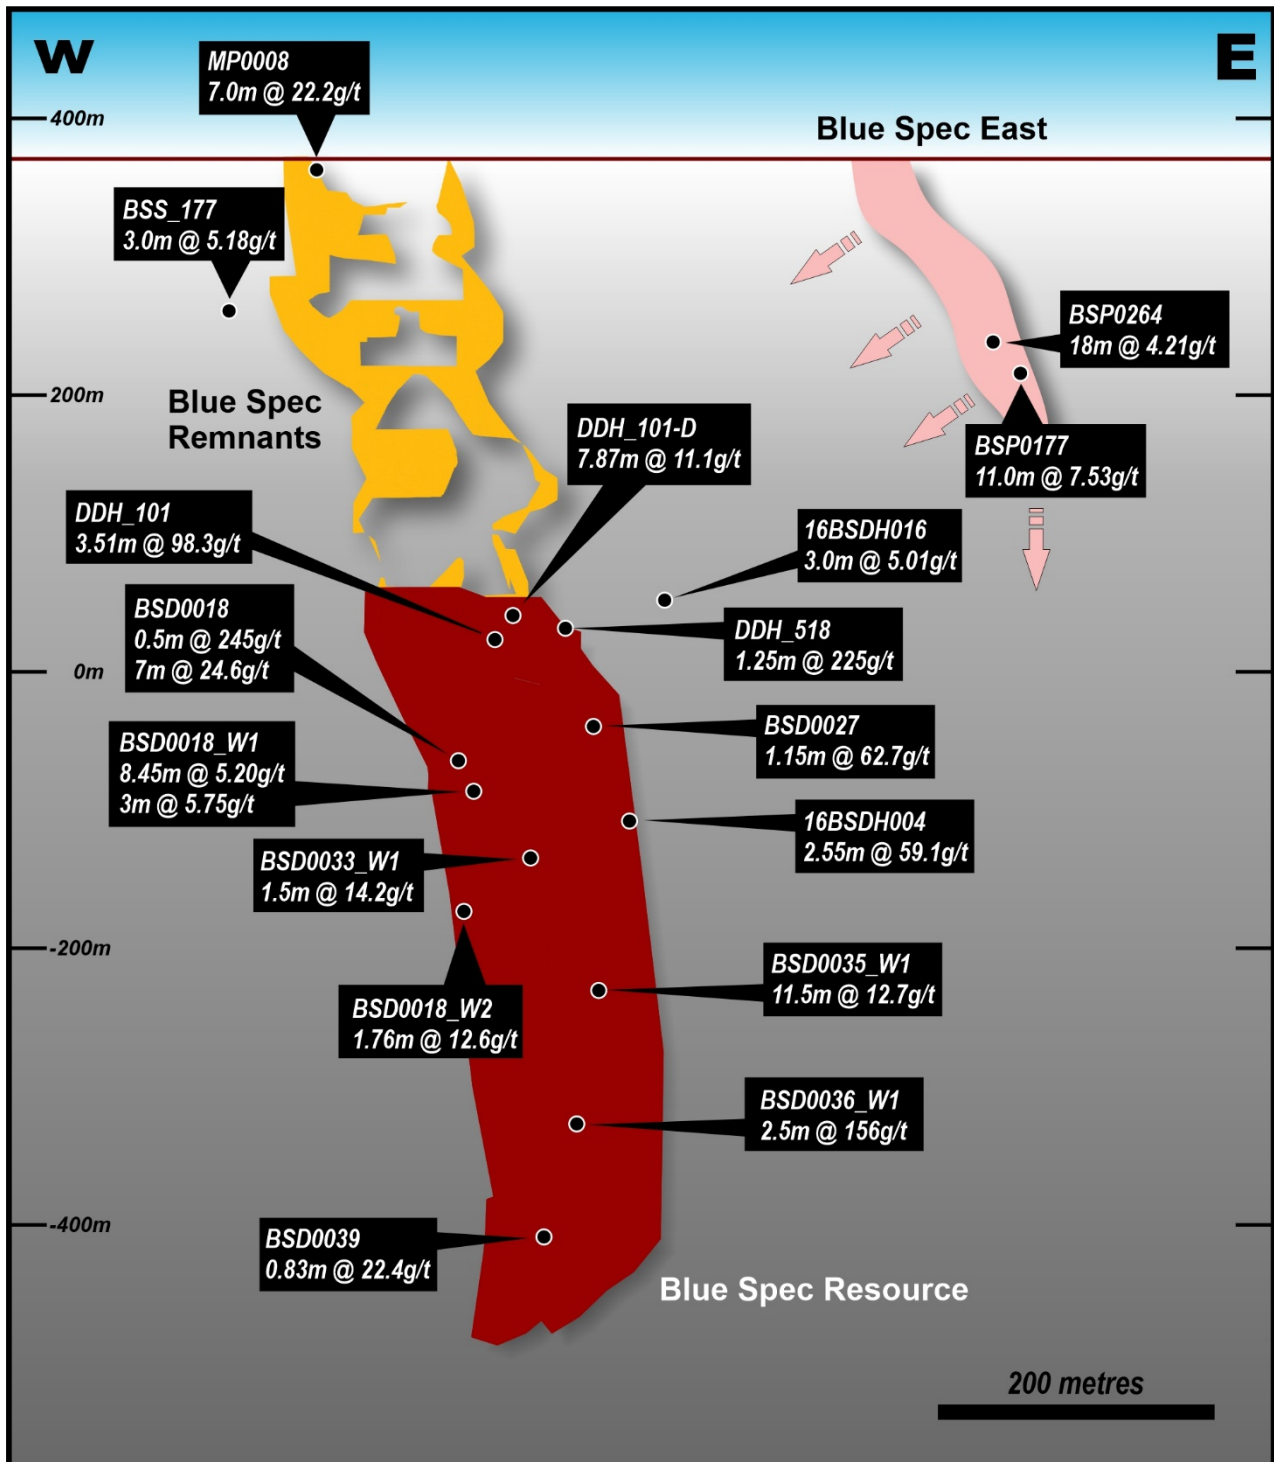 W
E
MP0008
7.0m @ 22.2g/t
400m
Blue Spec East
BSS_177
3.0m @ 5.18g/t
BSP0264
18m @ 4.21g/t
200m
Blue Spec
Remnants
DDH_101-D
7.87m @ 11.1g/t
BSP0177
11.0m @ 7.53g/t
DDH_101
3.51m @ 98.3g/t
16BSDH016
3.0m @ 5.01g/t
BSD0018
0.5m @ 245g/t
7m @ 24.6g/t
DDH_518
1.25m @ 225g/t
0m
BSD0027
1.15m @ 62.7g/t
BSD0018_W1
8.45m @ 5.20g/t
3m @ 5.75g/t
16BSDH004
2.55m @ 59.1g/t
BSD0033_W1
1.5m @ 14.2g/t
-200m
BSD0035_W1
11.5m @ 12.7g/t
BSD0018_W2
1.76m @ 12.6g/t
BSD0036_W1
2.5m @ 156g/t
-400m
BSD0039
0.83m @ 22.4g/t
Blue Spec Resource
200 metres